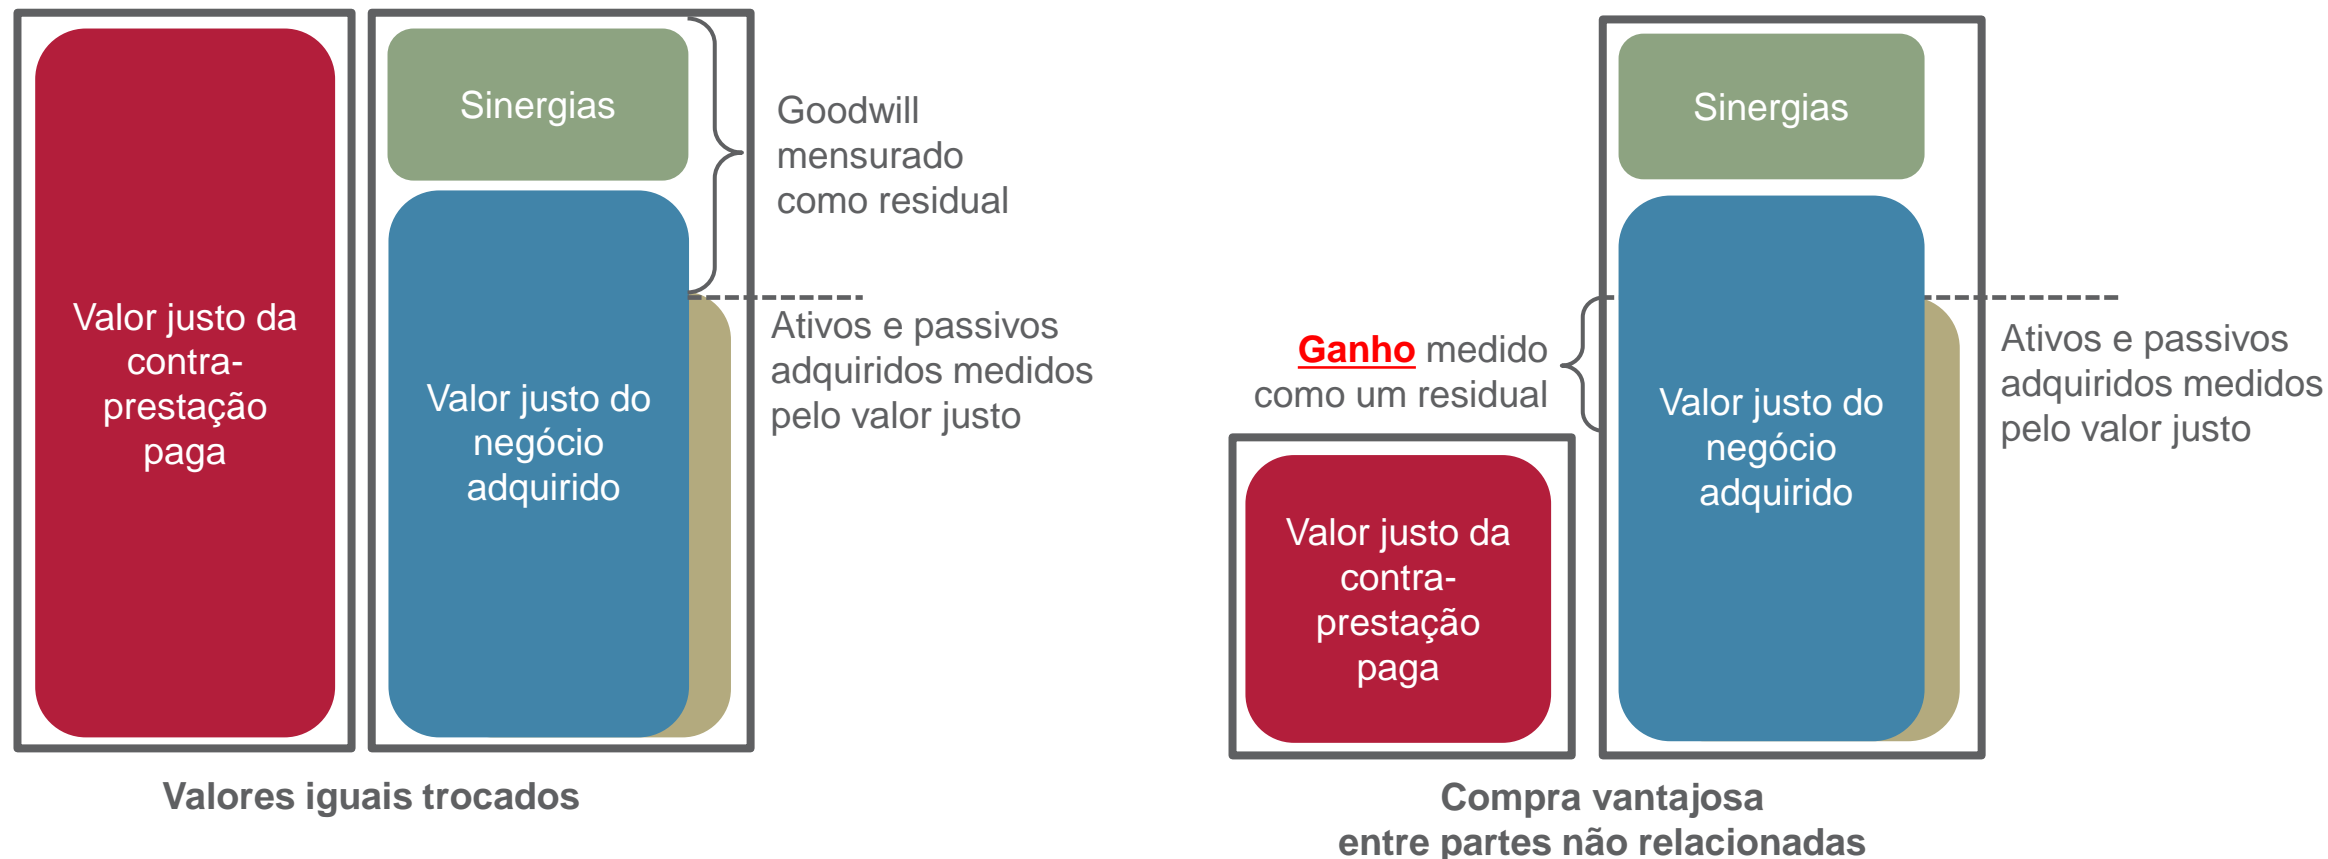 Valor justo da
contra-
prestação
paga
Sinergias
Valor justo do
negócio
adquirido
Goodwill
mensurado
como residual
Ativos e passivos
adquiridos medidos
pelo valor justo
Valores iguais trocados
Ganho medido
como um residual
Valor justo da
contra-
prestação
paga
Sinergias
Valor justo do
negócio
adquirido
Ativos e passivos
adquiridos medidos
pelo valor justo
Compra vantajosa
entre partes não relacionadas